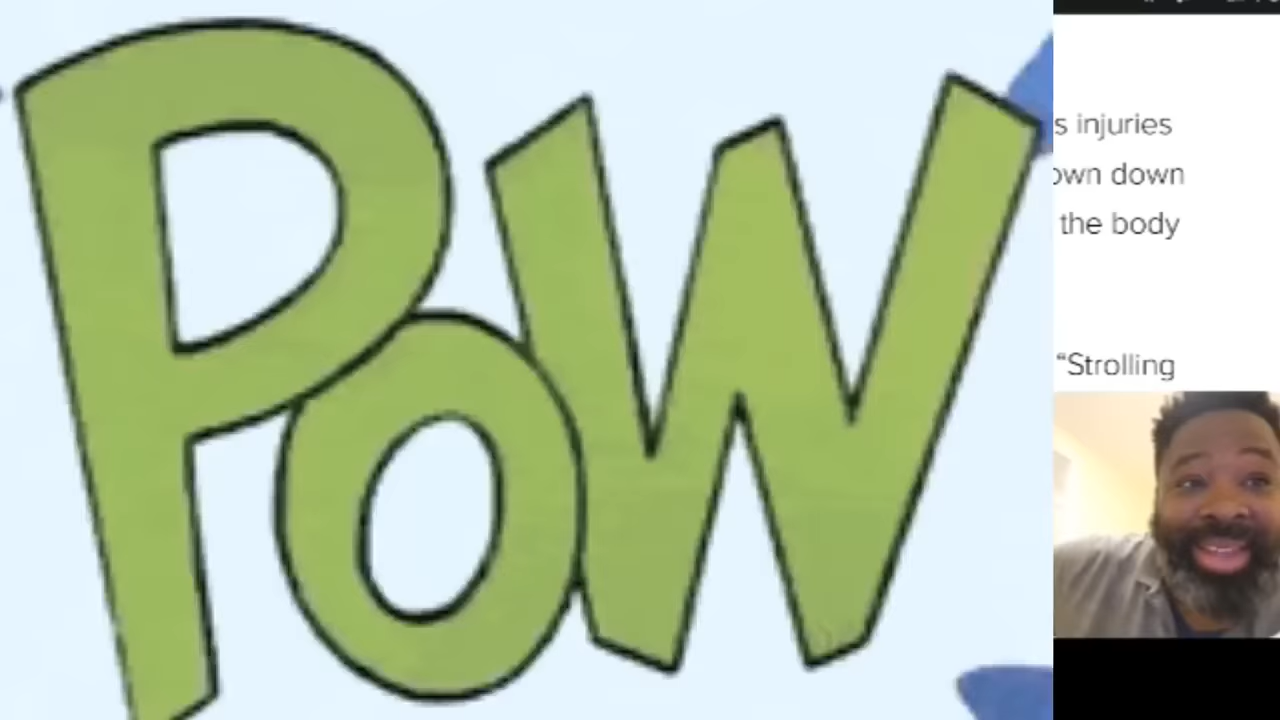 PoW
s injuries
own down
the body
“Strolling